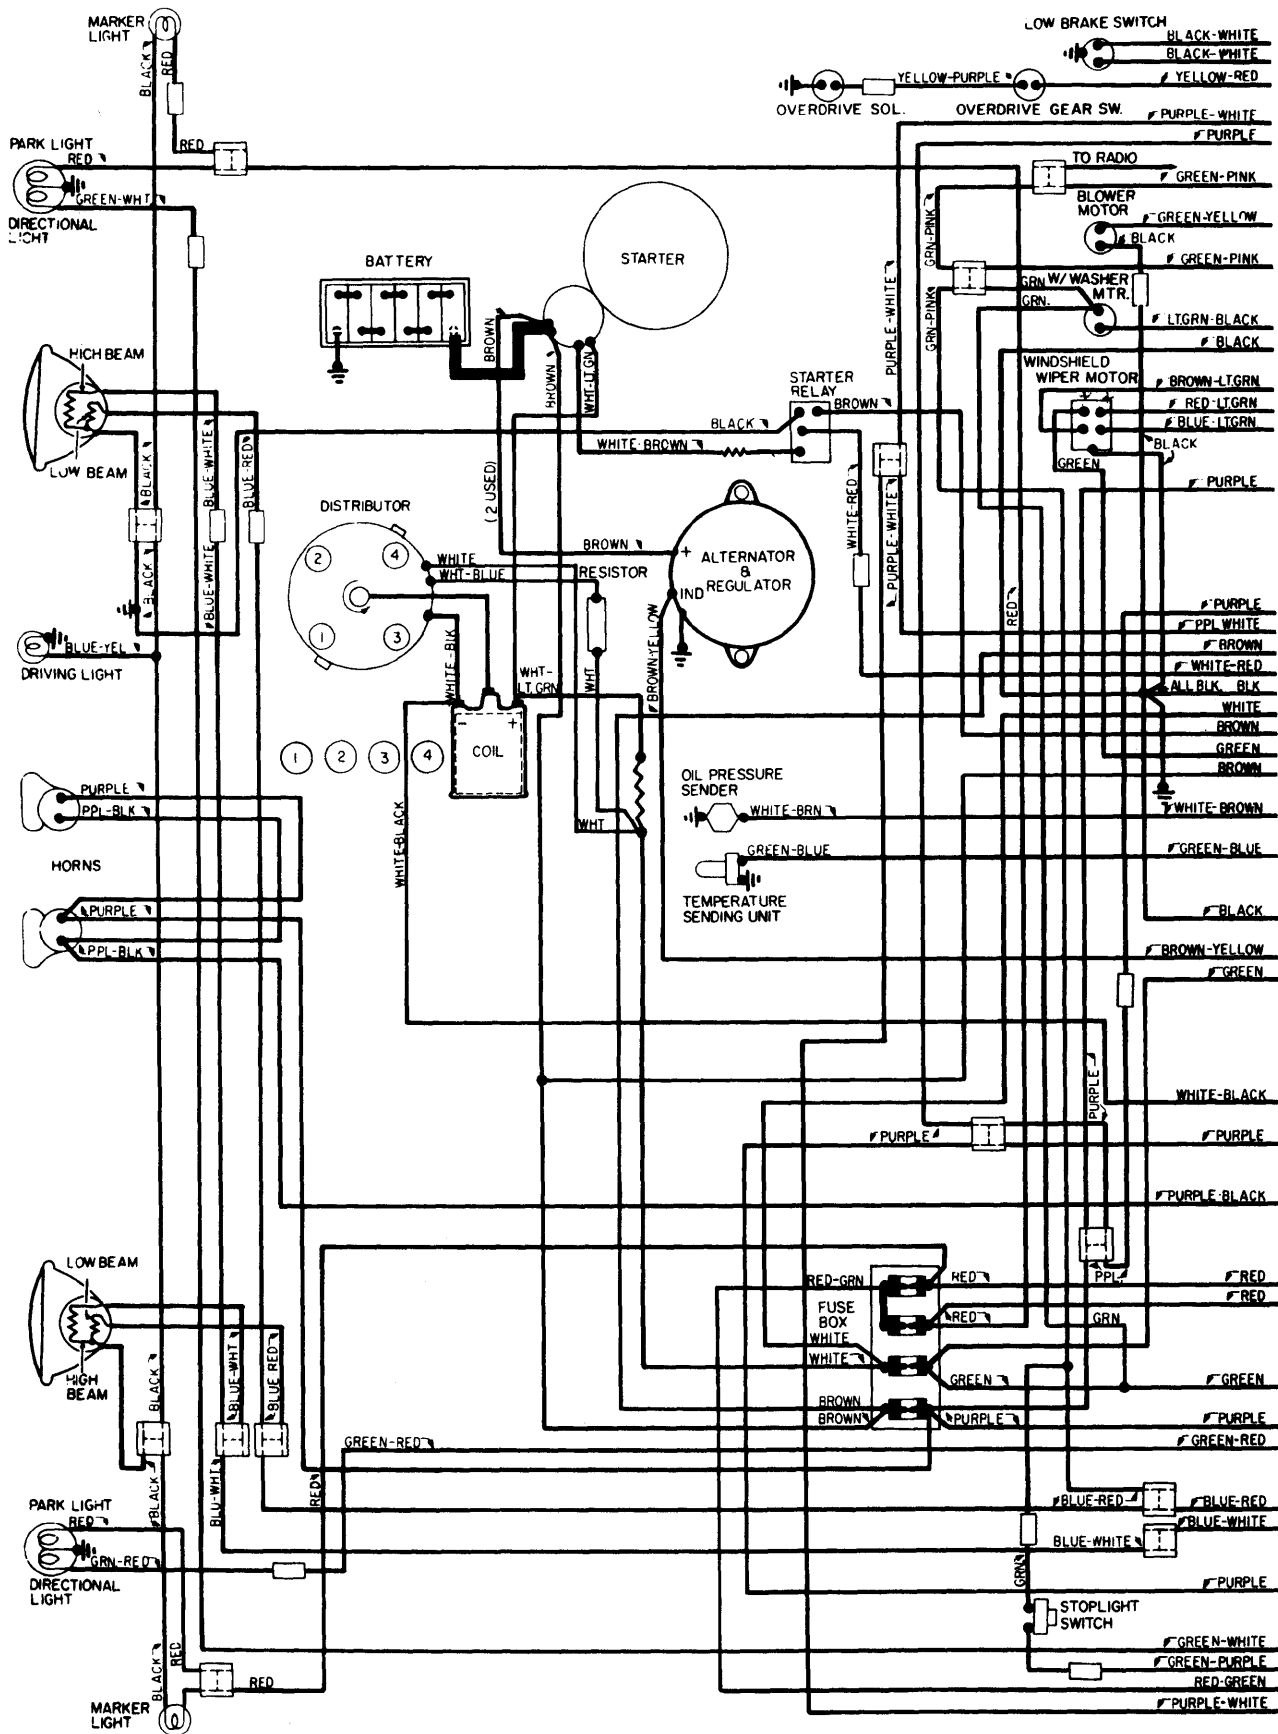 MARKER
LIGHT
BLACK
RED
LOW BRAKE SWITCH
BLACK-WHITE
BLACK-WHITE
YELLOW-PURPLE
YELLOW-RED
OVERDRIVE SOL.
OVERDRIVE GEAR SW.
PURPLE-WHITE
PURPLE
PARK LIGHT
RED
RED
TO RADIO
GREEN-PINK
GREEN-WHT
DIRECTIONAL
LIGHT
BLOWER
MOTOR
GREEN-YELLOW
BLACK
GRN-PINK
GREEN-PINK
BATTERY
STARTER
W/WASHER
MTR.
GRN
GRN.
GRN-PINK
PURPLE-WHITE
LT.GRN-BLACK
BLACK
BROWN
BROWN
WHT-LT.GN
HIGH BEAM
WINDSHIELD
WIPER MOTOR
STARTER
RELAY
BROWN
BROWN-LT.GRN
RED-LT.GRN
BLUE-LT.GRN
BLACK
WHITE-BROWN
BLACK
GREEN
LOW BEAM
BLACK
BLUE-WHITE
BLUE-RED
(2 USED)
WHITE-RED
PURPLE-WHITE
PURPLE
DISTRIBUTOR
2
4
1
3
WHITE
WHT-BLUE
BROWN
RESISTOR
+
ALTERNATOR
&
REGULATOR
IND
BLACK
BLUE-WHITE
RED
PURPLE
PPL WHITE
BROWN
WHITE-RED
ALL BLK.
BLK
WHITE
BROWN
GREEN
BROWN
BLUE-YEL
DRIVING LIGHT
WHITE-BLK
WHT-
LT. GRN
WHT
BROWN-YELLOW
-
+
COIL
1
2
3
4
OIL PRESSURE
SENDER
WHITE-BRN
WHITE-BROWN
PURPLE
PPL-BLK
WHT
WHITE-BLACK
GREEN-BLUE
GREEN-BLUE
HORNS
TEMPERATURE
SENDING UNIT
PURPLE
BLACK
PPL-BLK
BROWN-YELLOW
GREEN
PURPLE
WHITE-BLACK
PURPLE
PURPLE
PURPLE-BLACK
LOW BEAM
RED-GRN
RED
PPL.
RED
RED
FUSE
BOX
RED
GRN
WHITE
WHITE
GREEN
GREEN
HIGH
BEAM
BLACK
BLUE-WHT
BLUE RED
BROWN
BROWN
PURPLE
PURPLE
GREEN-RED
GREEN-RED
BLACK
BLU-WHT
RED
PARK LIGHT
RED
BLUE-RED
BLUE-RED
BLUE-WHITE
BLUE-WHITE
GRN-RED
DIRECTIONAL
LIGHT
GRN
PURPLE
STOPLIGHT
SWITCH
BLACK
RED
GREEN-WHITE
GREEN-PURPLE
RED
RED-GREEN
MARKER
LIGHT
PURPLE-WHITE